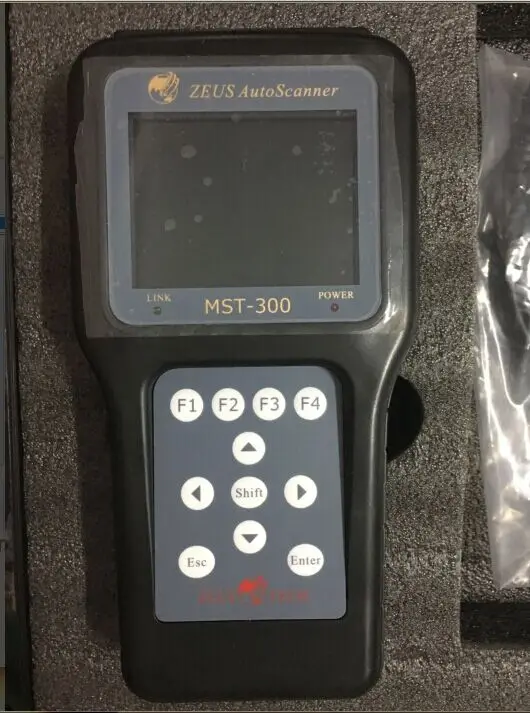 ZEUS AutoScanner
LINK
POWER
MST-300
F1 F2 F3 F4
Shift
Esc
Enter